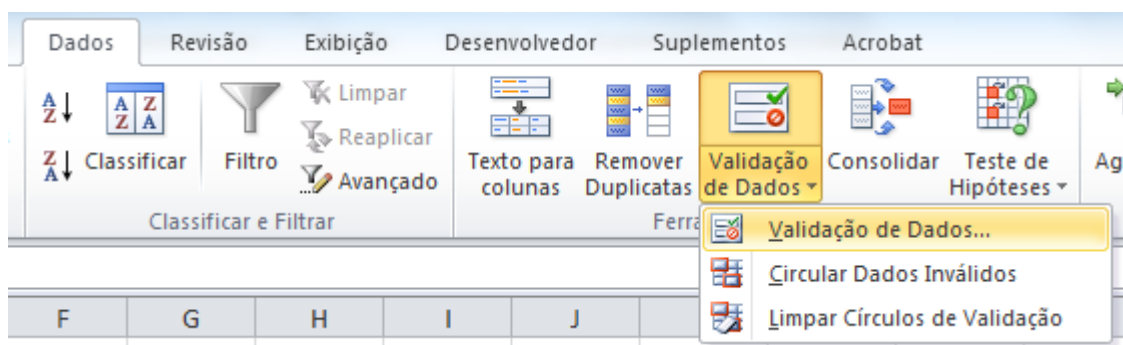 Dados Revisão Exibição Desenvolvedor Suplementos Acrobat
A Z
Z A
A Z
Z A
Classificar
Filtro
Limpar
Reaplicar
Avançado
Texto para colunas
Remover Duplicatas
Validação de Dados
Consolidar
Teste de Hipóteses
Ag
Classificar e Filtrar
Ferra
Validação de Dados...
Circular Dados Inválidos
Limpar Círculos de Validação
F G H I J